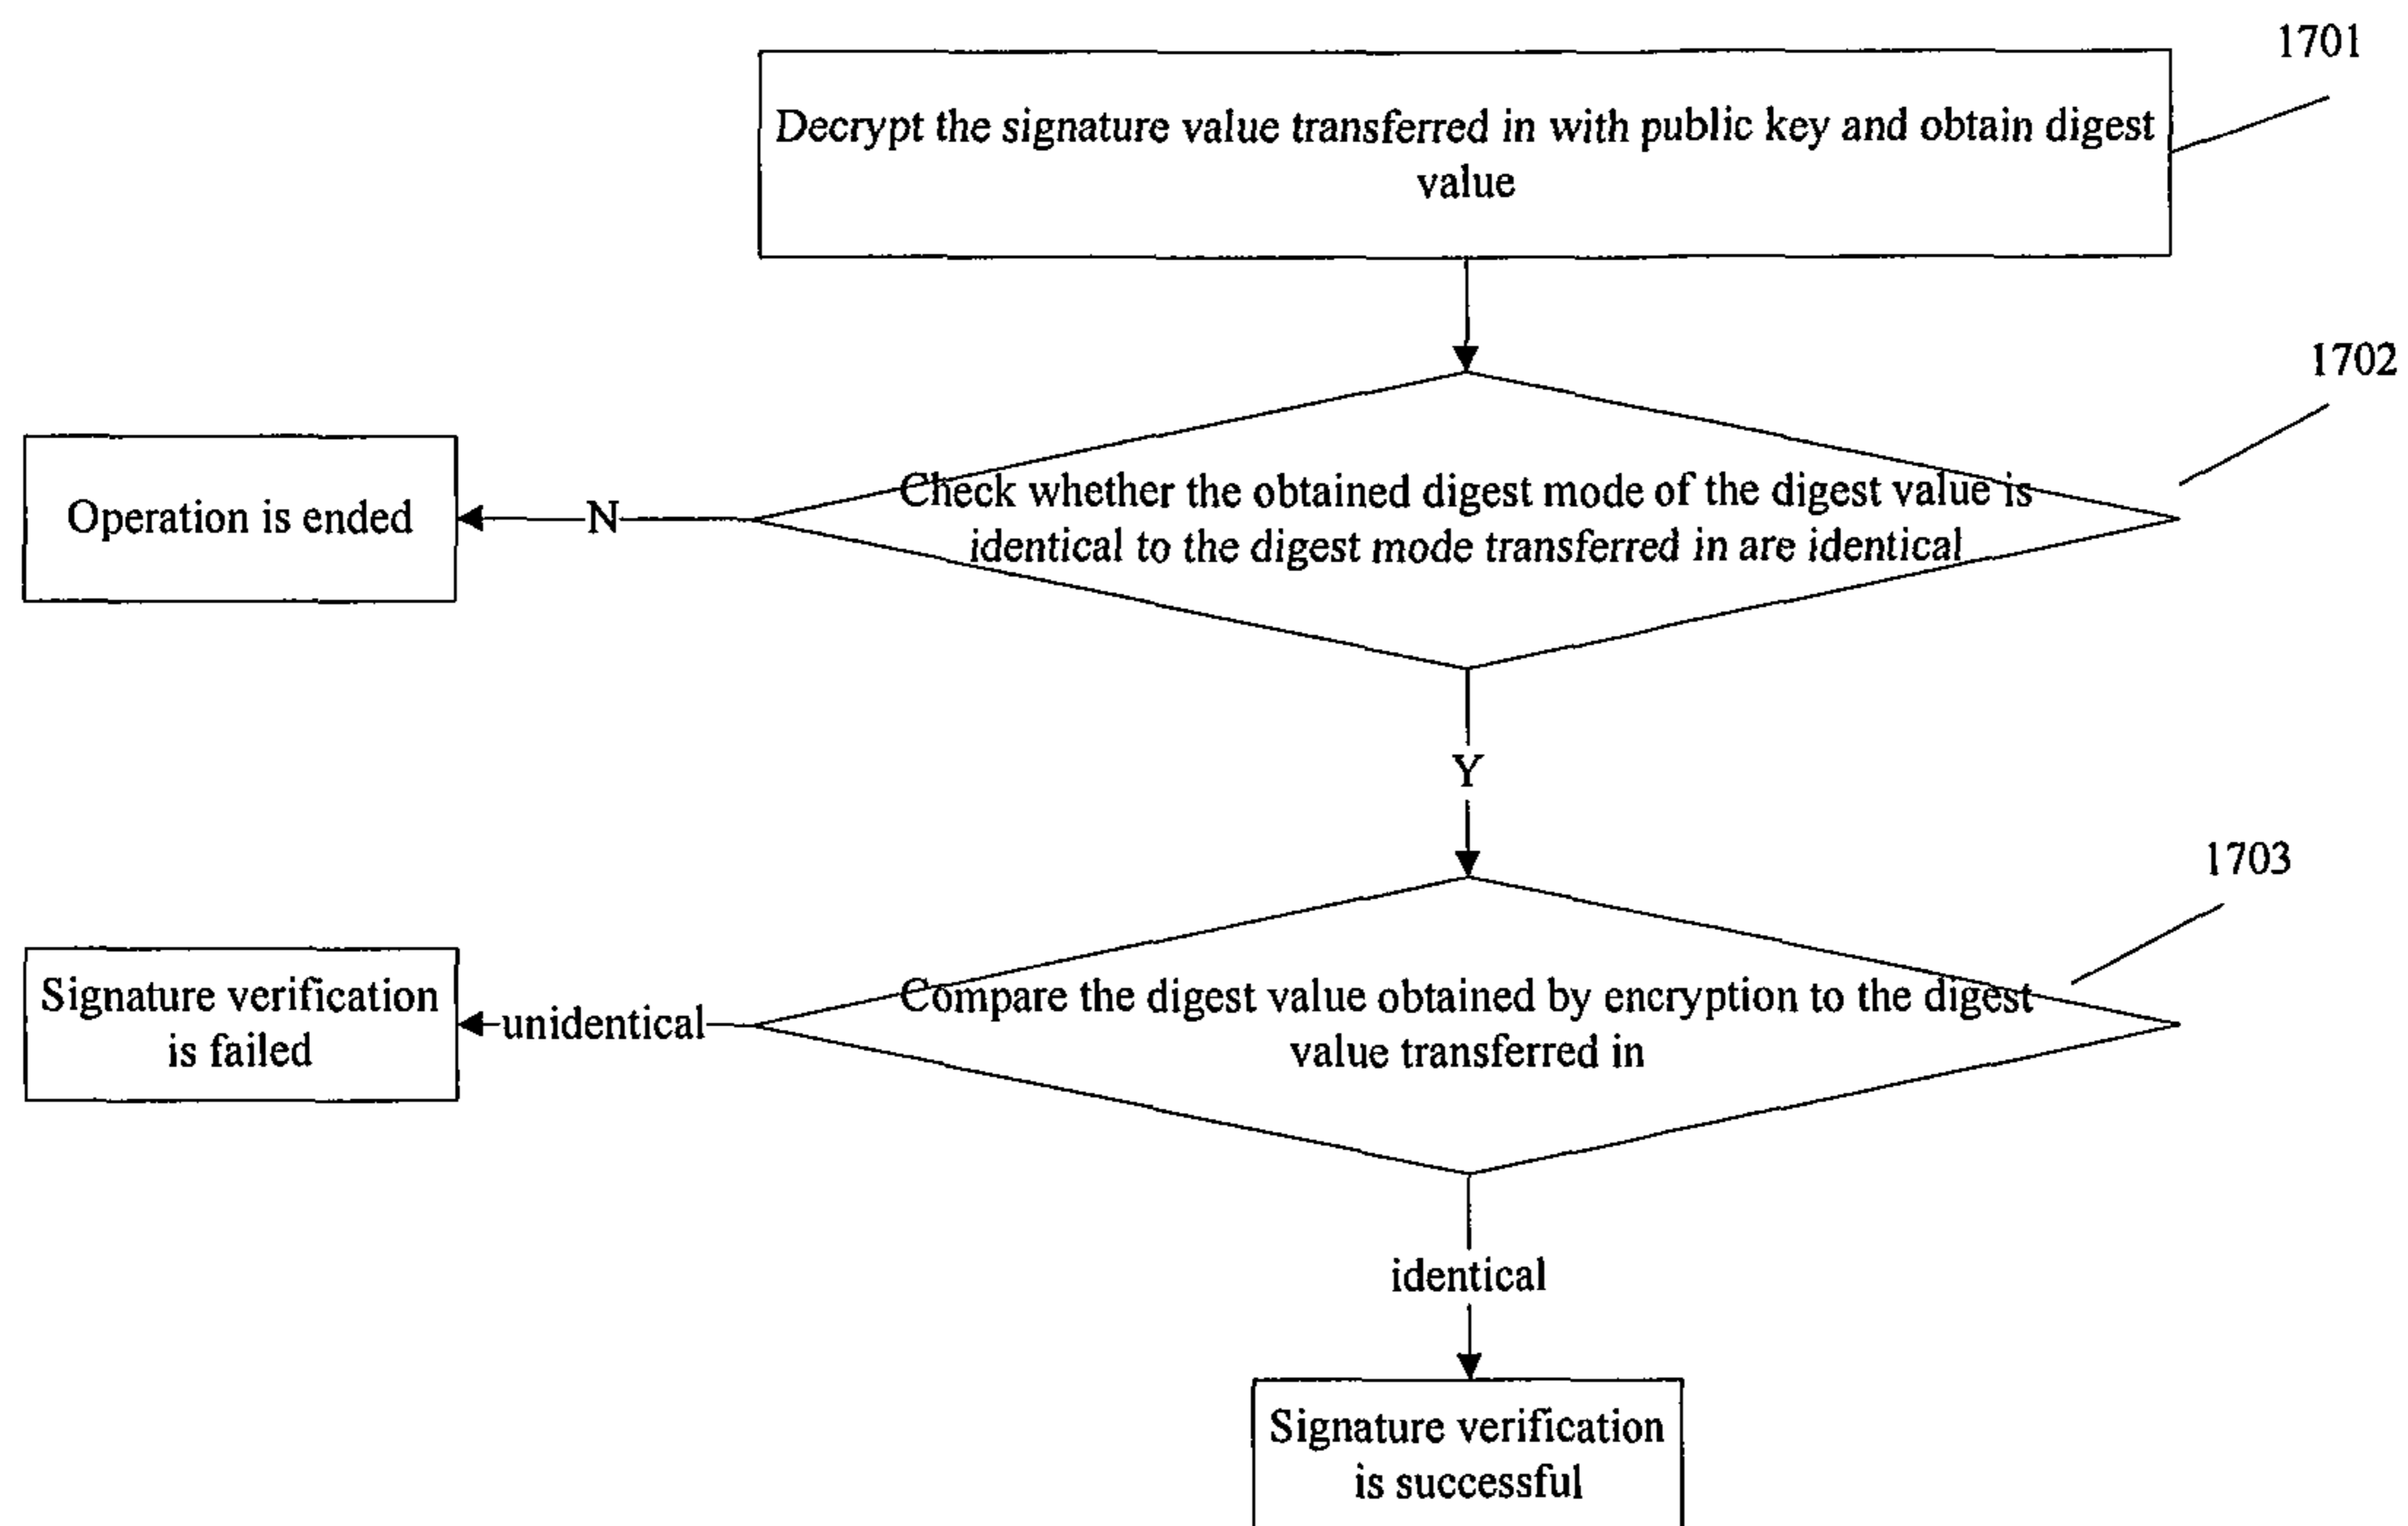 1701
Decrypt the signature value transferred in with public key and obtain digest
value
1702
Check whether the obtained digest mode of the digest value is
identical to the digest mode transferred in are identical
Operation is ended
N
Y
1703
Compare the digest value obtained by encryption to the digest
value transferred in
unidentical
Signature verification
is failed
identical
Signature verification
is successful